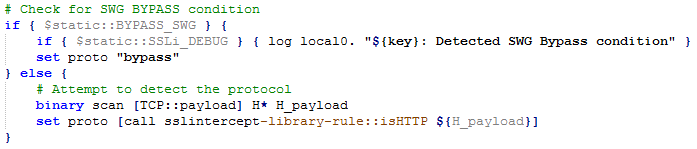 # Check for SWG BYPASS condition
if { $static::BYPASS_SWG } {
    if { $static::SSLi_DEBUG } { log local0. "${key}: Detected SWG Bypass condition" }
    set proto "bypass"
} else {
    # Attempt to detect the protocol
    binary scan [TCP::payload] H* H_payload
    set proto [call sslintercept-library-rule::isHTTP ${H_payload}]
}